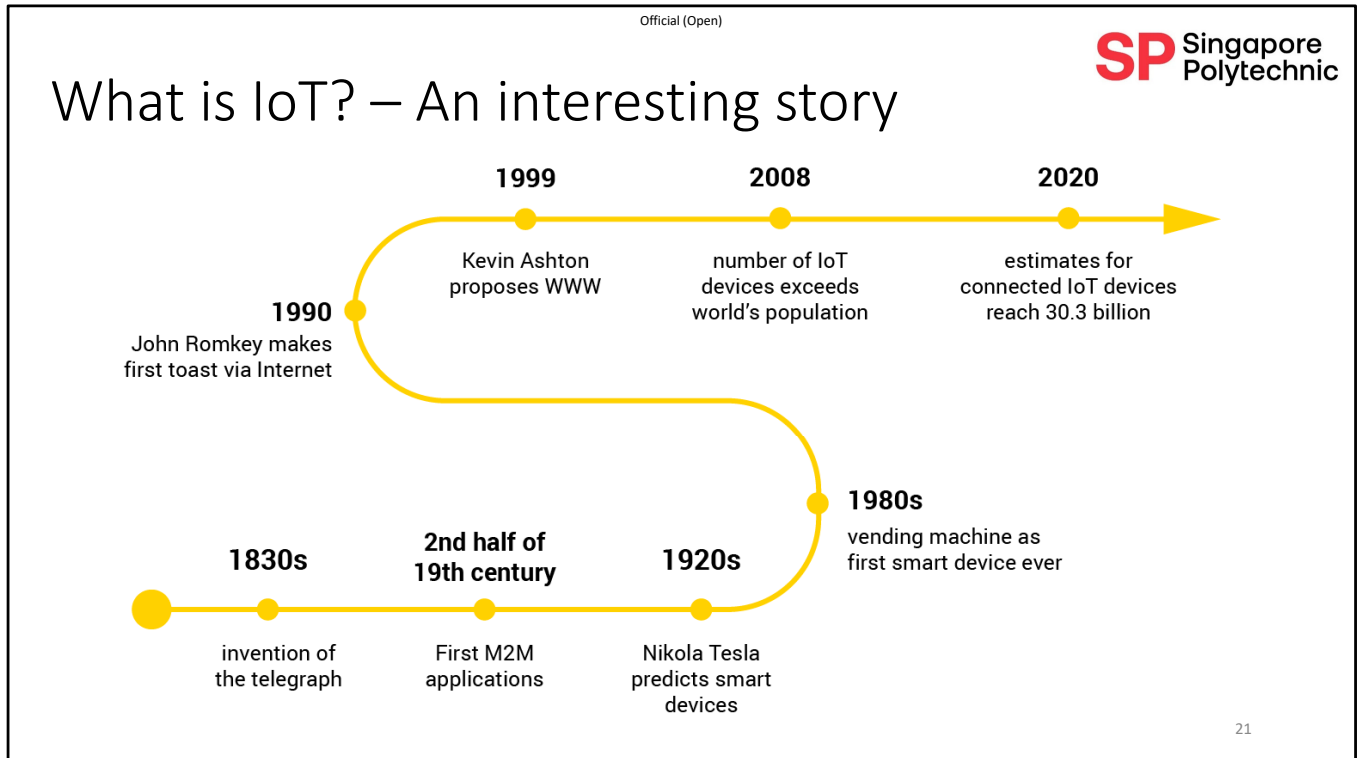 Official (Open)
SP Singapore
Polytechnic
What is IoT? – An interesting story
1999
2008
2020
Kevin Ashton
proposes WWW
number of IoT
devices exceeds
world's population
estimates for
connected IoT devices
reach 30.3 billion
1990
John Romkey makes
first toast via Internet
1980s
vending machine as
first smart device ever
1830s
2nd half of
19th century
1920s
invention of
the telegraph
First M2M
applications
Nikola Tesla
predicts smart
devices
21